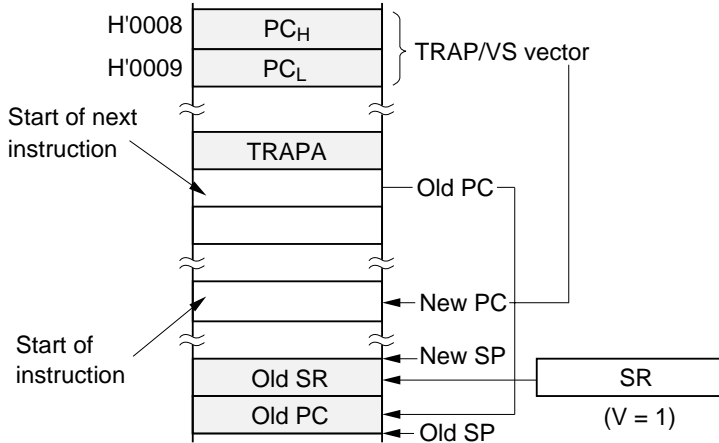 H'0008
PCH
H'0009
PCL
TRAP/VS vector
Start of next
instruction
TRAPA
Old PC
New PC
Start of
instruction
New SP
Old SR
SR
Old PC
(V = 1)
Old SP